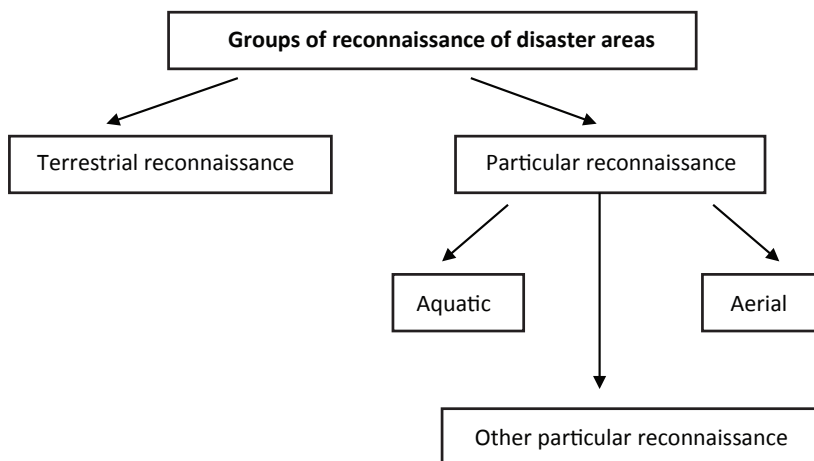 Groups of reconnaissance of disaster areas
Terrestrial reconnaissance
Particular reconnaissance
Aquatic
Aerial
Other particular reconnaissance